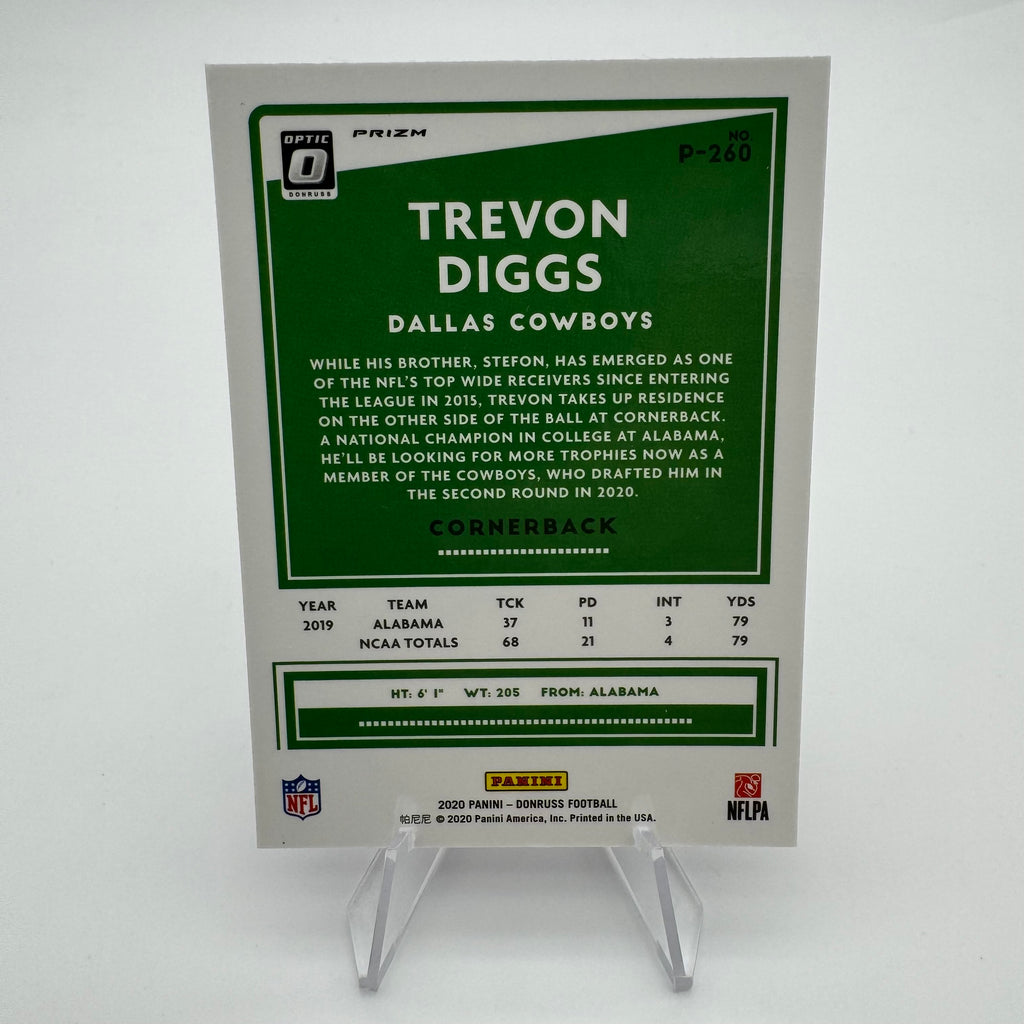 OPTIC
O
DONRUSS
PRIZM
NO.
P-260
TREVON
DIGGS
DALLAS COWBOYS
WHILE HIS BROTHER, STEFON, HAS EMERGED AS ONE
OF THE NFL'S TOP WIDE RECEIVERS SINCE ENTERING
THE LEAGUE IN 2015, TREVON TAKES UP RESIDENCE
ON THE OTHER SIDE OF THE BALL AT CORNERBACK.
A NATIONAL CHAMPION IN COLLEGE AT ALABAMA,
HE'LL BE LOOKING FOR MORE TROPHIES NOW AS A
MEMBER OF THE COWBOYS, WHO DRAFTED HIM IN
THE SECOND ROUND IN 2020.
CORNERBACK
YEAR TEAM TCK PD INT YDS
2019 ALABAMA 37 11 3 79
NCAA TOTALS 68 21 4 79
HT: 6' 1" WT: 205 FROM: ALABAMA
NFL
PANINI
2020 PANINI – DONRUSS FOOTBALL
帕尼尼 © 2020 Panini America, Inc. Printed in the USA.
NFLPA